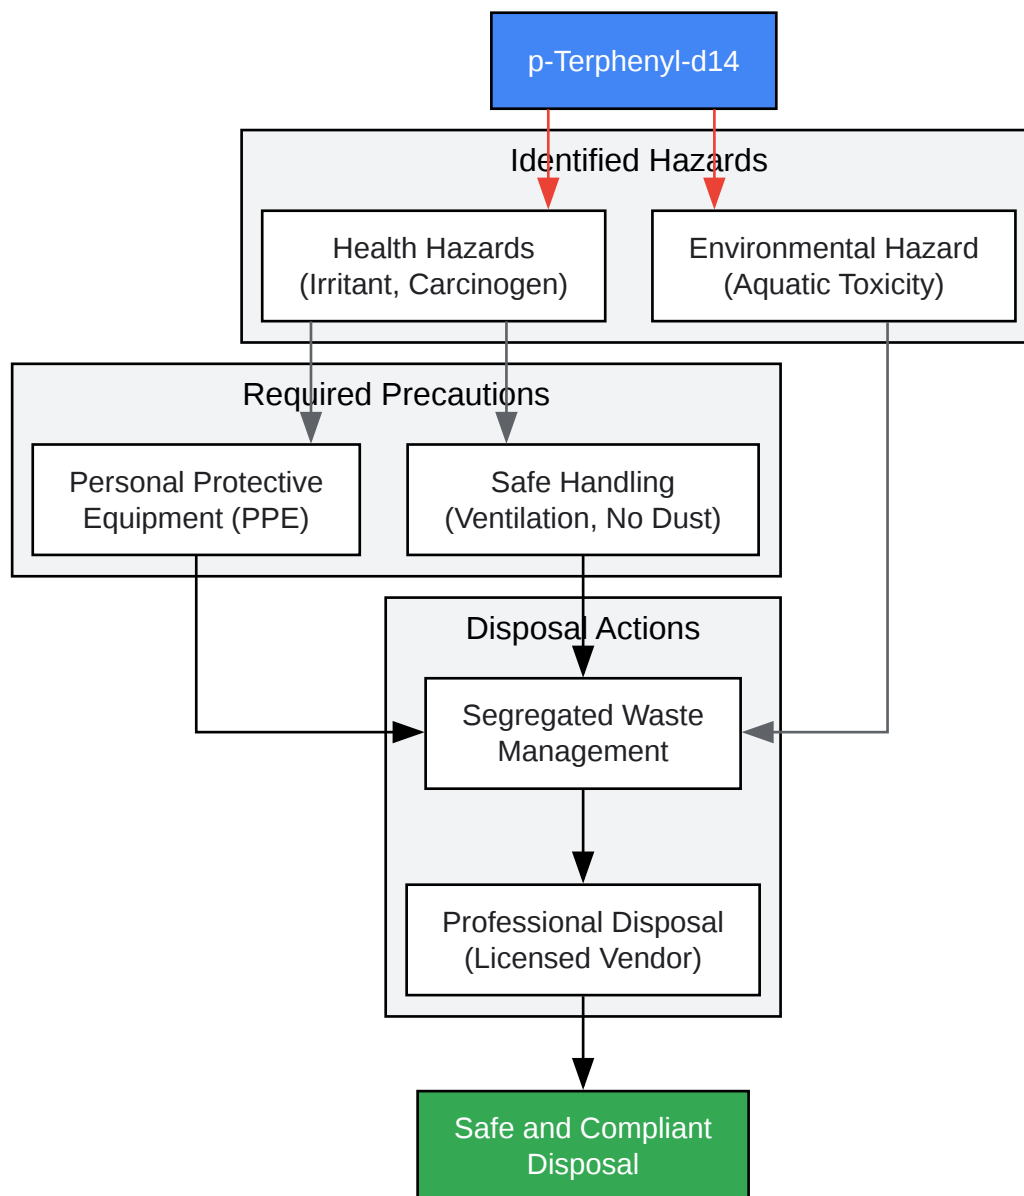 p-Terphenyl-d14
Identified Hazards
Health Hazards
(Irritant, Carcinogen)
Environmental Hazard
(Aquatic Toxicity)
Required Precautions
Personal Protective
Equipment (PPE)
Safe Handling
(Ventilation, No Dust)
Disposal Actions
Segregated Waste
Management
Professional Disposal
(Licensed Vendor)
Safe and Compliant
Disposal